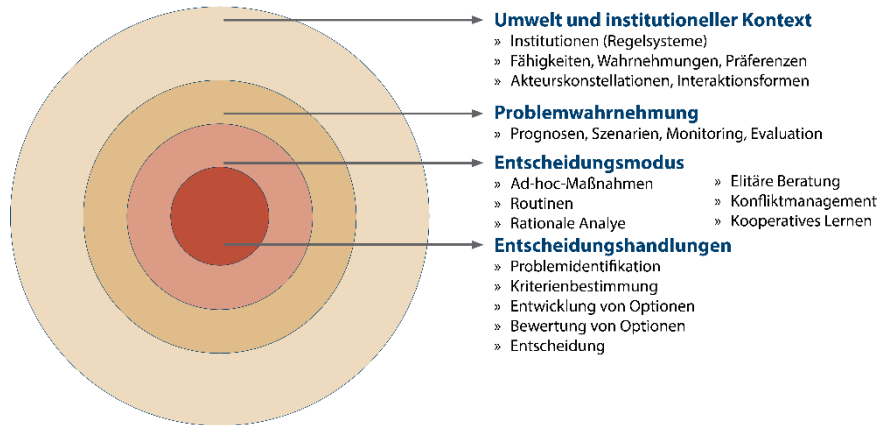 Umwelt und institutioneller Kontext
» Institutionen (Regelsysteme)
» Fähigkeiten, Wahrnehmungen, Präferenzen
» Akteurskonstellationen, Interaktionsformen
Problemwahrnehmung
» Prognosen, Szenarien, Monitoring, Evaluation
Entscheidungsmodus
» Ad-hoc-Maßnahmen
» Routinen
» Rationale Analye
» Elitäre Beratung
» Konfliktmanagement
» Kooperatives Lernen
Entscheidungshandlungen
» Problemidentifikation
» Kriterienbestimmung
» Entwicklung von Optionen
» Bewertung von Optionen
» Entscheidung